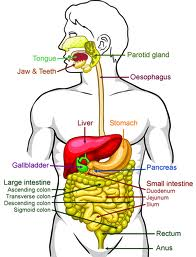 Tongue
Parotid gland
Jaw & Teeth
Oesophagus
Liver
Stomach
Gallbladder
Pancreas
Large intestine
Ascending colon
Transverse colon
Descending colon
Sigmoid colon
Small intestine
Duodenum
Jejunum
Ilum
Rectum
Anus